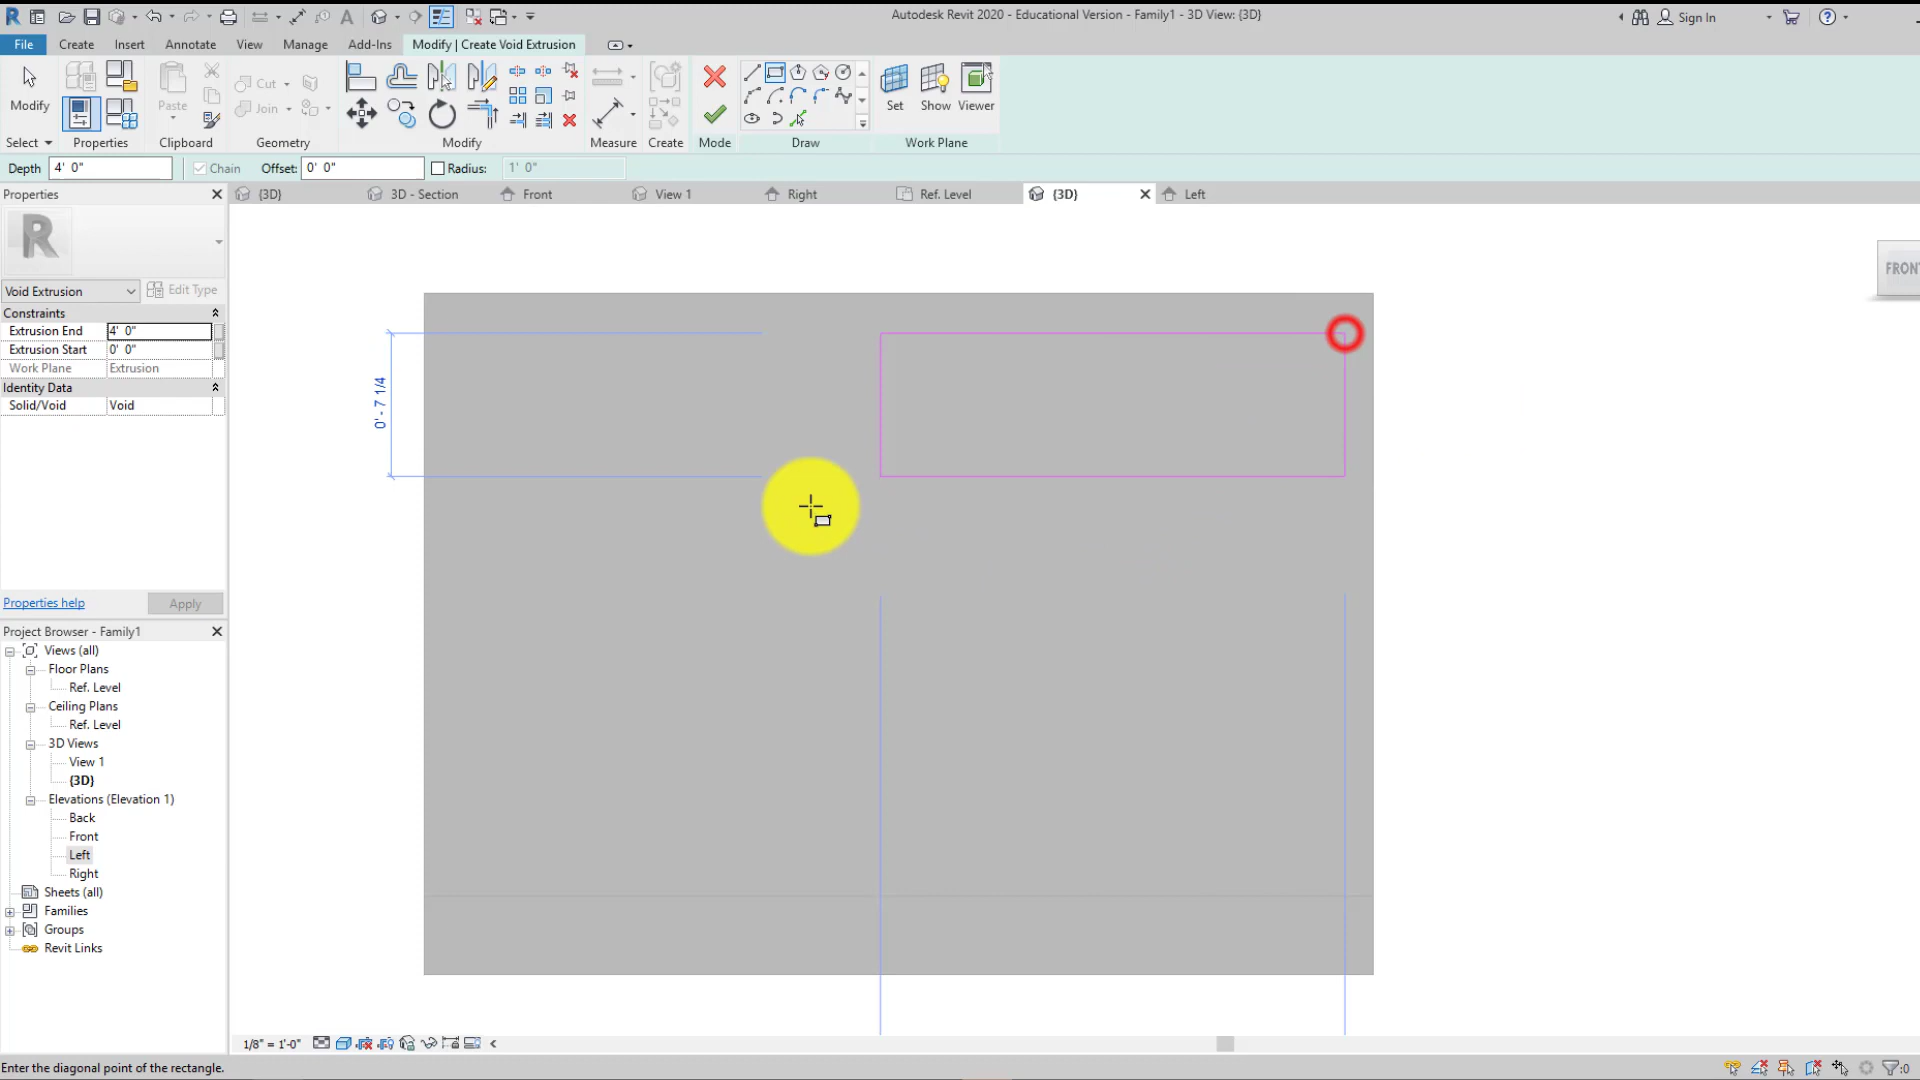 Autodesk Revit 2020 - Educational Version - Family1 - 3D View: {3D}
Sign In
File Create Insert Annotate View Manage Add-Ins Modify | Create Void Extrusion
Modify
Paste
Cut
Join
Set Show Viewer
Select Properties Clipboard Geometry Modify Measure Create Mode Draw Work Plane
Depth 4' 0" Chain Offset: 0' 0" Radius: 1' 0"
Properties
{3D} 3D - Section Front View 1 Right Ref. Level {3D} Left
Void Extrusion Edit Type
Constraints
Extrusion End 4' 0"
Extrusion Start 0' 0"
Work Plane Extrusion
Identity Data
Solid/Void Void
Properties help Apply
Project Browser - Family1
Views (all)
Floor Plans
Ref. Level
Ceiling Plans
Ref. Level
3D Views
View 1
{3D}
Elevations (Elevation 1)
Back
Front
Left
Right
Sheets (all)
Families
Groups
Revit Links
0' - 7 1/4
FRONT
1/8" = 1'-0"
Enter the diagonal point of the rectangle.
:0